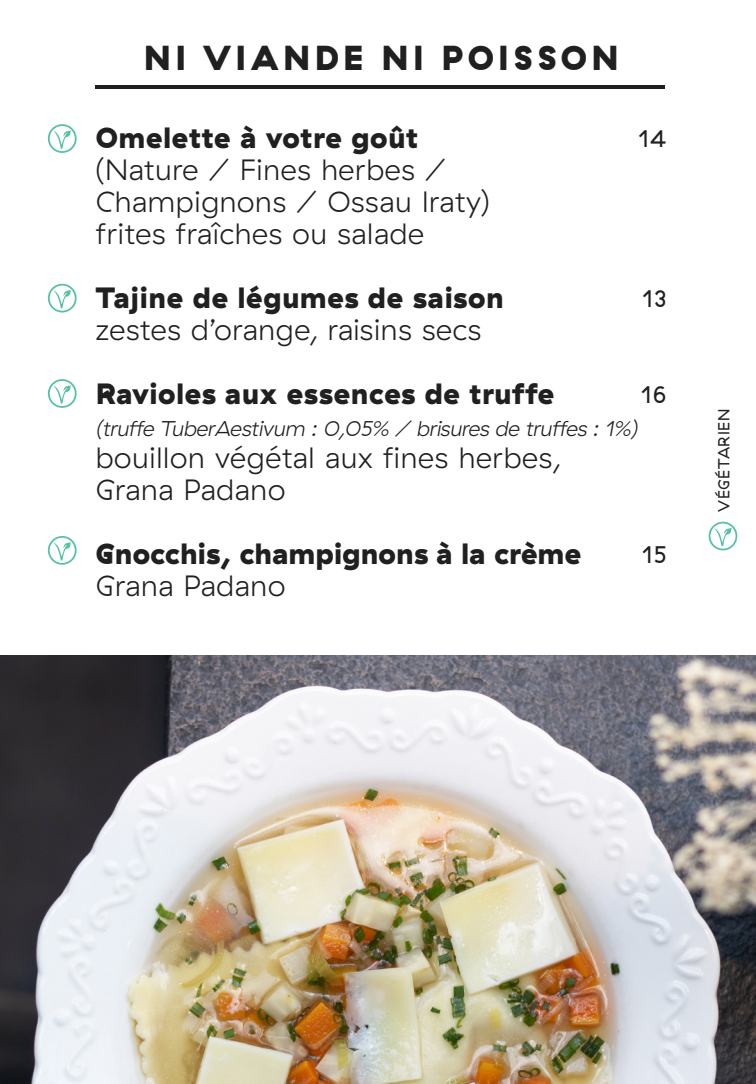 NI VIANDE NI POISSON
Omelette à votre goût 14
(Nature / Fines herbes /
Champignons / Ossau Iraty)
frites fraîches ou salade
Tajine de légumes de saison 13
zestes d'orange, raisins secs
Ravioles aux essences de truffe 16
(truffe TuberAestivum : 0,05% / brisures de truffes : 1%)
bouillon végétal aux fines herbes,
Grana Padano
Gnocchis, champignons à la crème 15
Grana Padano
VÉGÉTARIEN